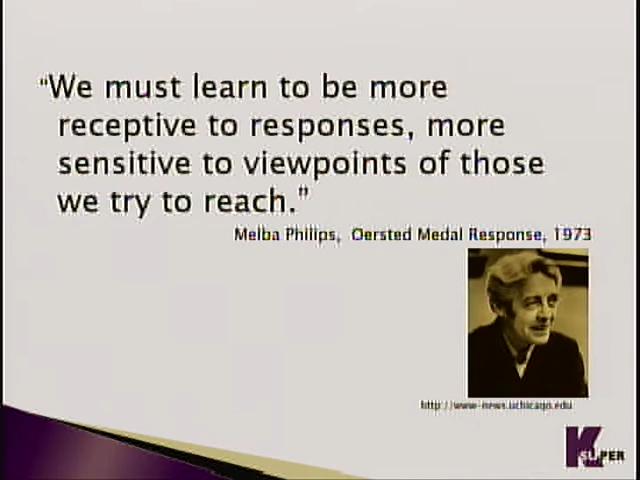 “We must learn to be more
receptive to responses, more
sensitive to viewpoints of those
we try to reach.”
Melba Philips, Oersted Medal Response, 1973
http://www-news.uchicago.edu
K
SUPER